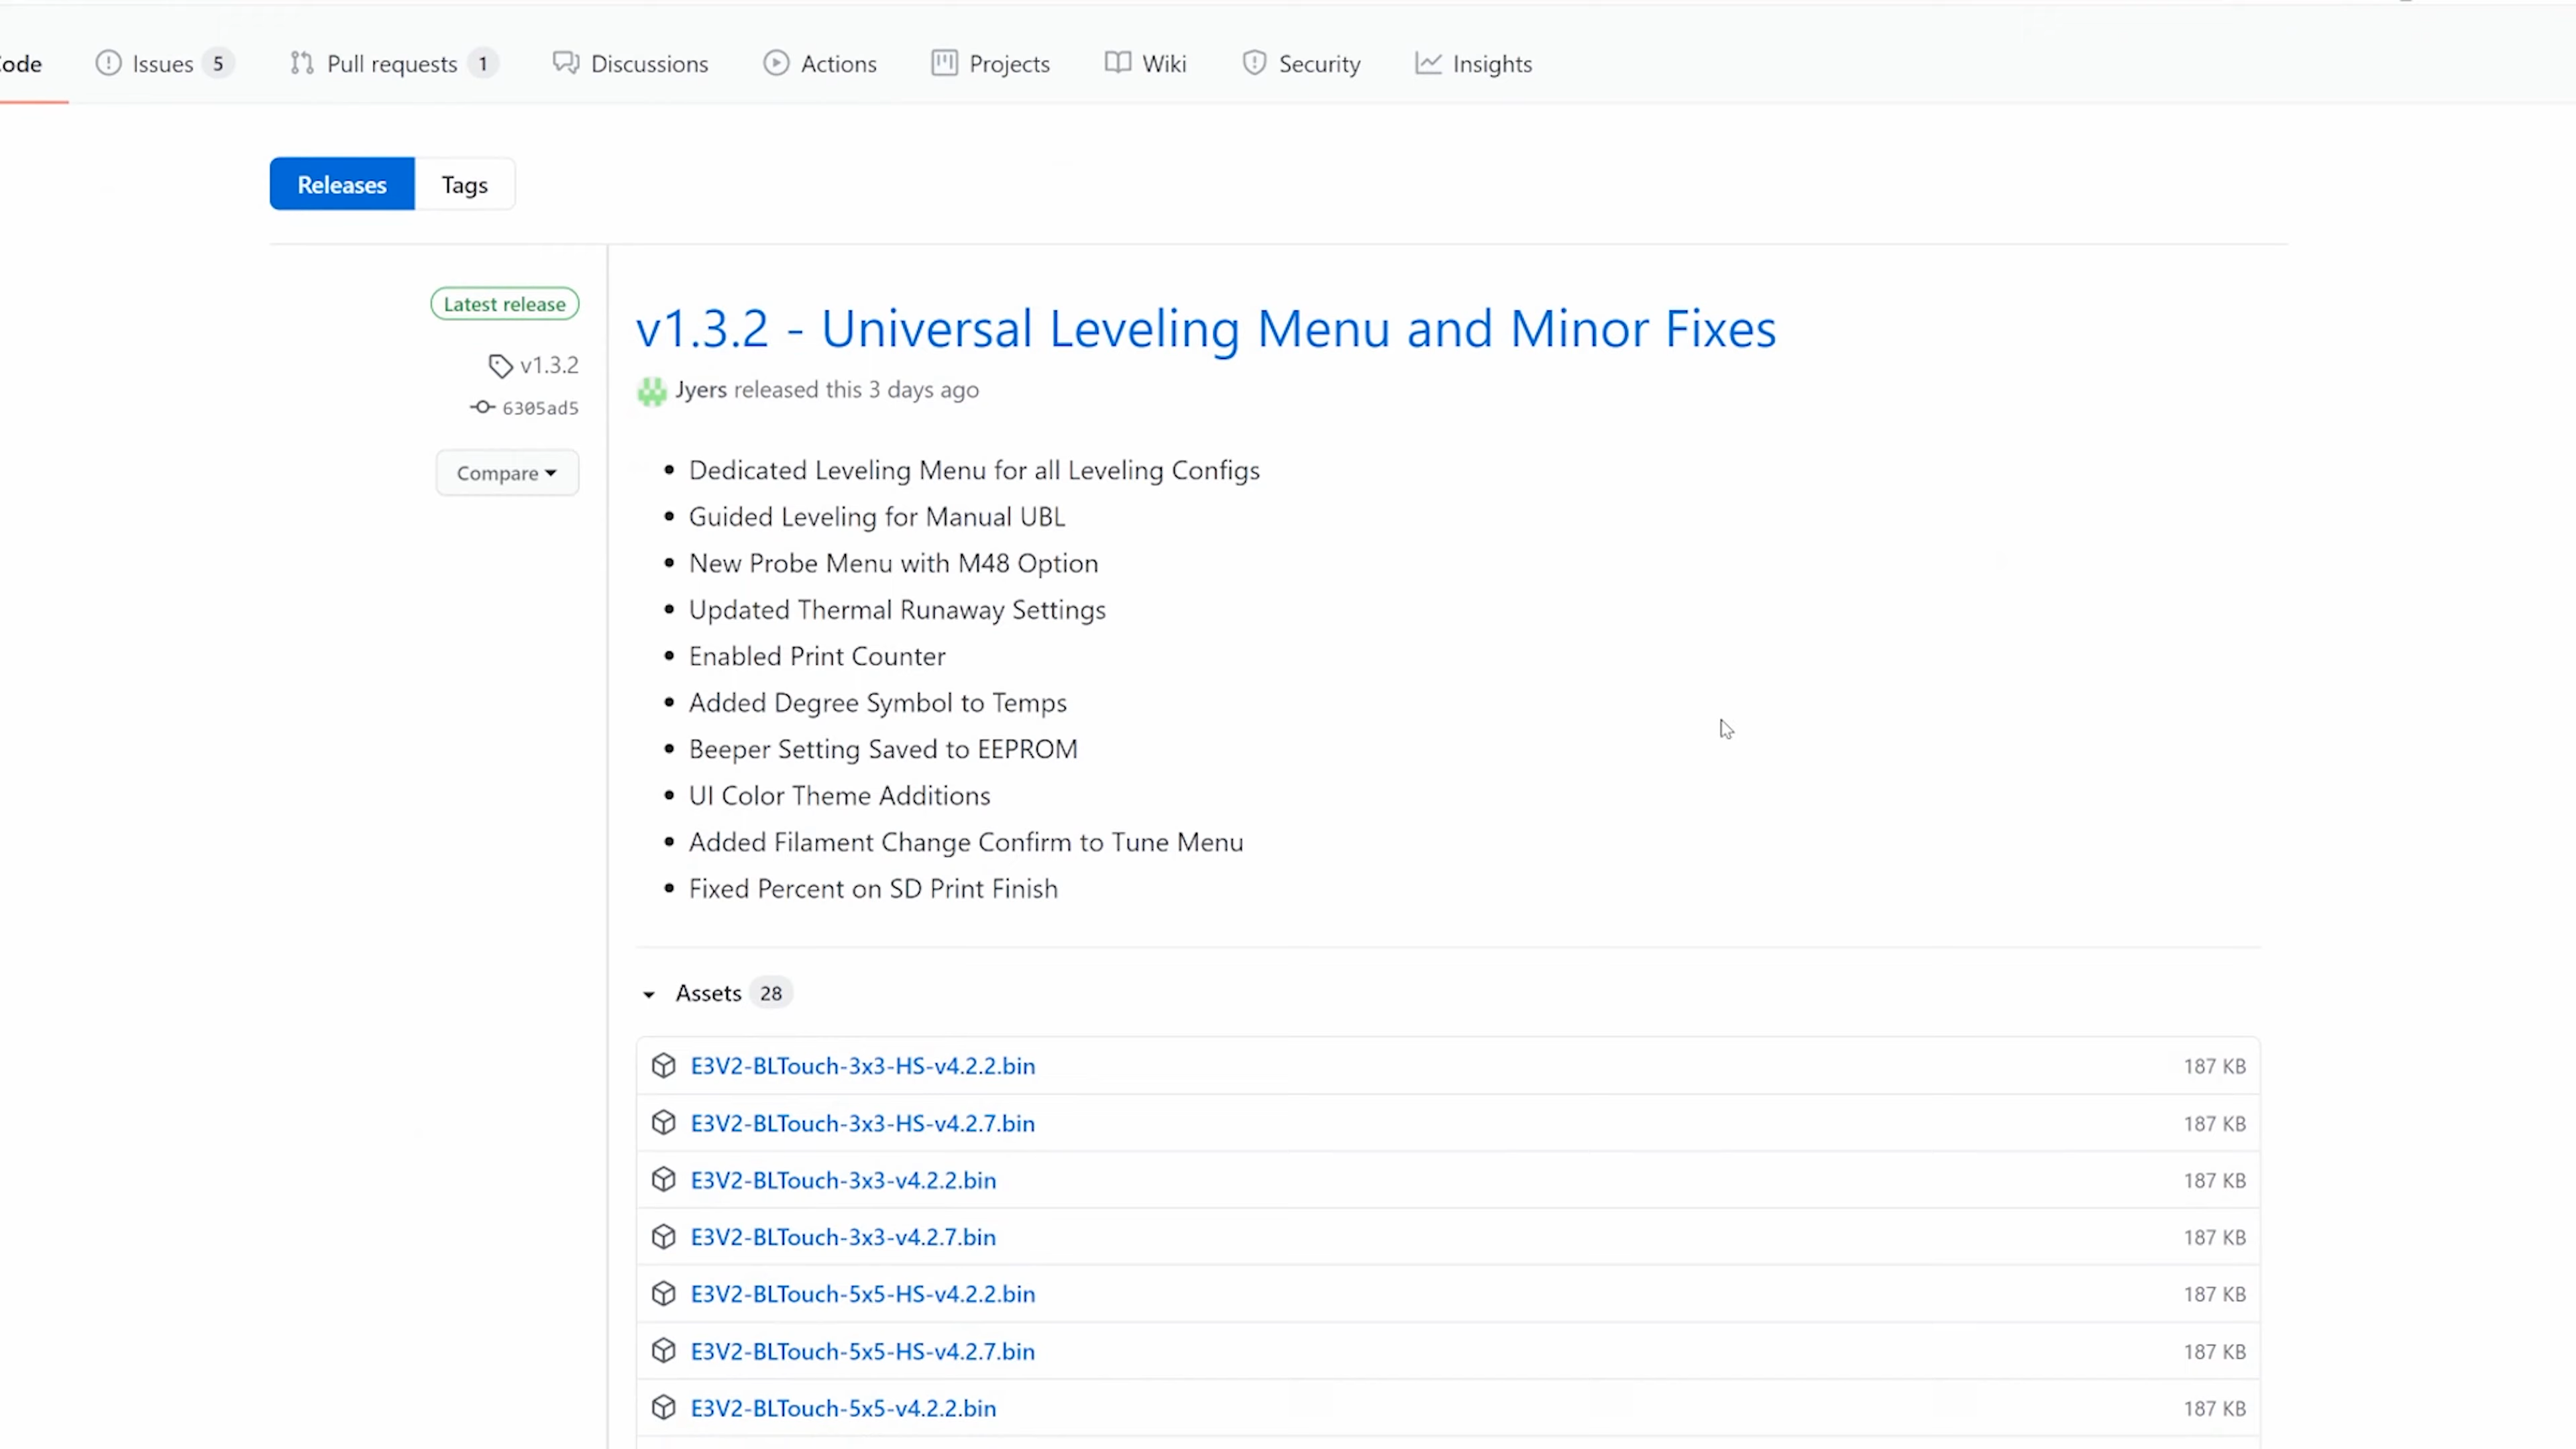 Issues 5 Pull requests 1 Discussions Actions Projects Wiki Security Insights
Releases Tags
Latest release
v1.3.2
6305ad5
Compare
v1.3.2 - Universal Leveling Menu and Minor Fixes
Jyers released this 3 days ago
Dedicated Leveling Menu for all Leveling Configs
Guided Leveling for Manual UBL
New Probe Menu with M48 Option
Updated Thermal Runaway Settings
Enabled Print Counter
Added Degree Symbol to Temps
Beeper Setting Saved to EEPROM
UI Color Theme Additions
Added Filament Change Confirm to Tune Menu
Fixed Percent on SD Print Finish
Assets 28
E3V2-BLTouch-3x3-HS-v4.2.2.bin 187 KB
E3V2-BLTouch-3x3-HS-v4.2.7.bin 187 KB
E3V2-BLTouch-3x3-v4.2.2.bin 187 KB
E3V2-BLTouch-3x3-v4.2.7.bin 187 KB
E3V2-BLTouch-5x5-HS-v4.2.2.bin 187 KB
E3V2-BLTouch-5x5-HS-v4.2.7.bin 187 KB
E3V2-BLTouch-5x5-v4.2.2.bin 187 KB